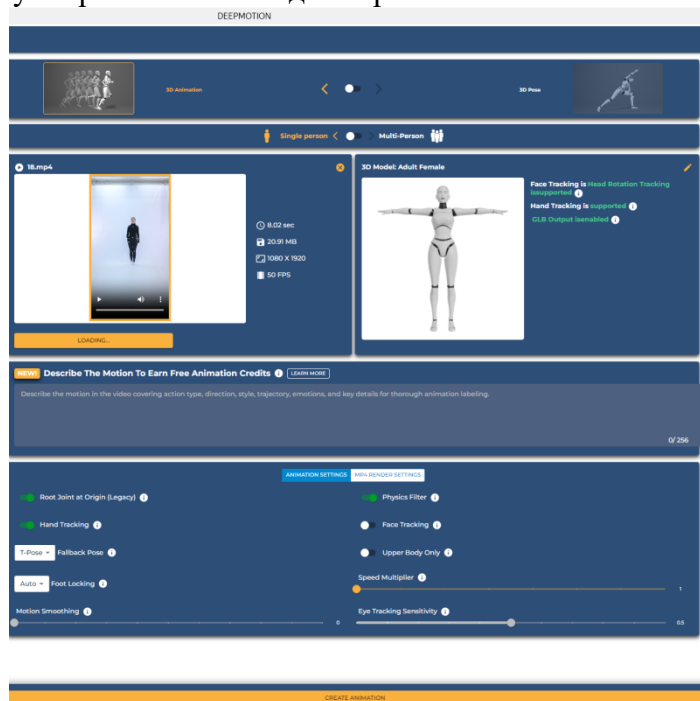 DEEPMOTION
3D Animation
3D Pose
Single person
Multi-Person
18.mp4
8.02 sec
20.91 MB
1080 X 1920
50 FPS
LOADING...
3D Model: Adult Female
Face Tracking is Head Rotation Tracking
issupported
Hand Tracking is supported
GLB Output isenabled
NEW! Describe The Motion To Earn Free Animation Credits LEARN MORE
Describe the motion in the video covering action type, direction, style, trajectory, emotions, and key details for thorough animation labeling.
0/ 256
ANIMATION SETTINGS MP4 RENDER SETTINGS
Root Joint at Origin (Legacy)
Physics Filter
Hand Tracking
Face Tracking
T-Pose Fallback Pose
Upper Body Only
Auto Foot Locking
Speed Multiplier
1
Motion Smoothing
0
Eye Tracking Sensitivity
0.5
CREATE ANIMATION